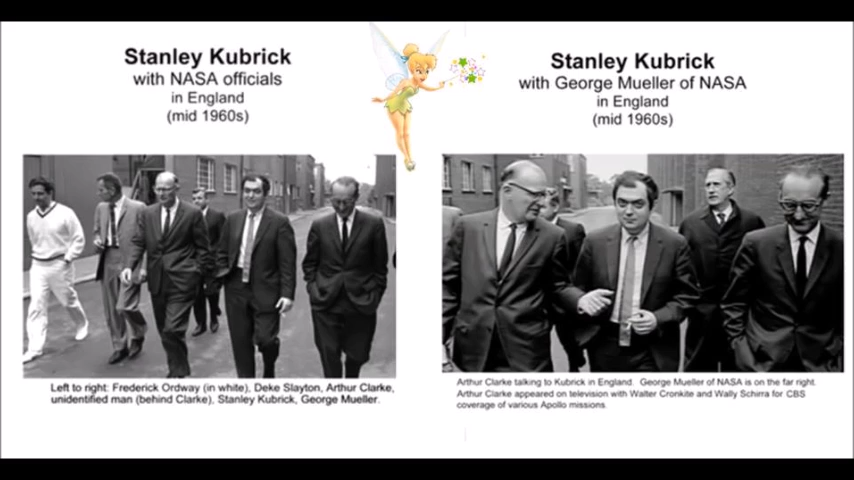 Stanley Kubrick
with NASA officials
in England
(mid 1960s)
Left to right: Frederick Ordway (in white), Deke Slayton, Arthur Clarke,
unidentified man (behind Clarke), Stanley Kubrick, George Mueller.
Stanley Kubrick
with George Mueller of NASA
in England
(mid 1960s)
Arthur Clarke talking to Kubrick in England. George Mueller of NASA is on the far right.
Arthur Clarke appeared on television with Walter Cronkite and Wally Schirra for CBS
coverage of various Apollo missions.